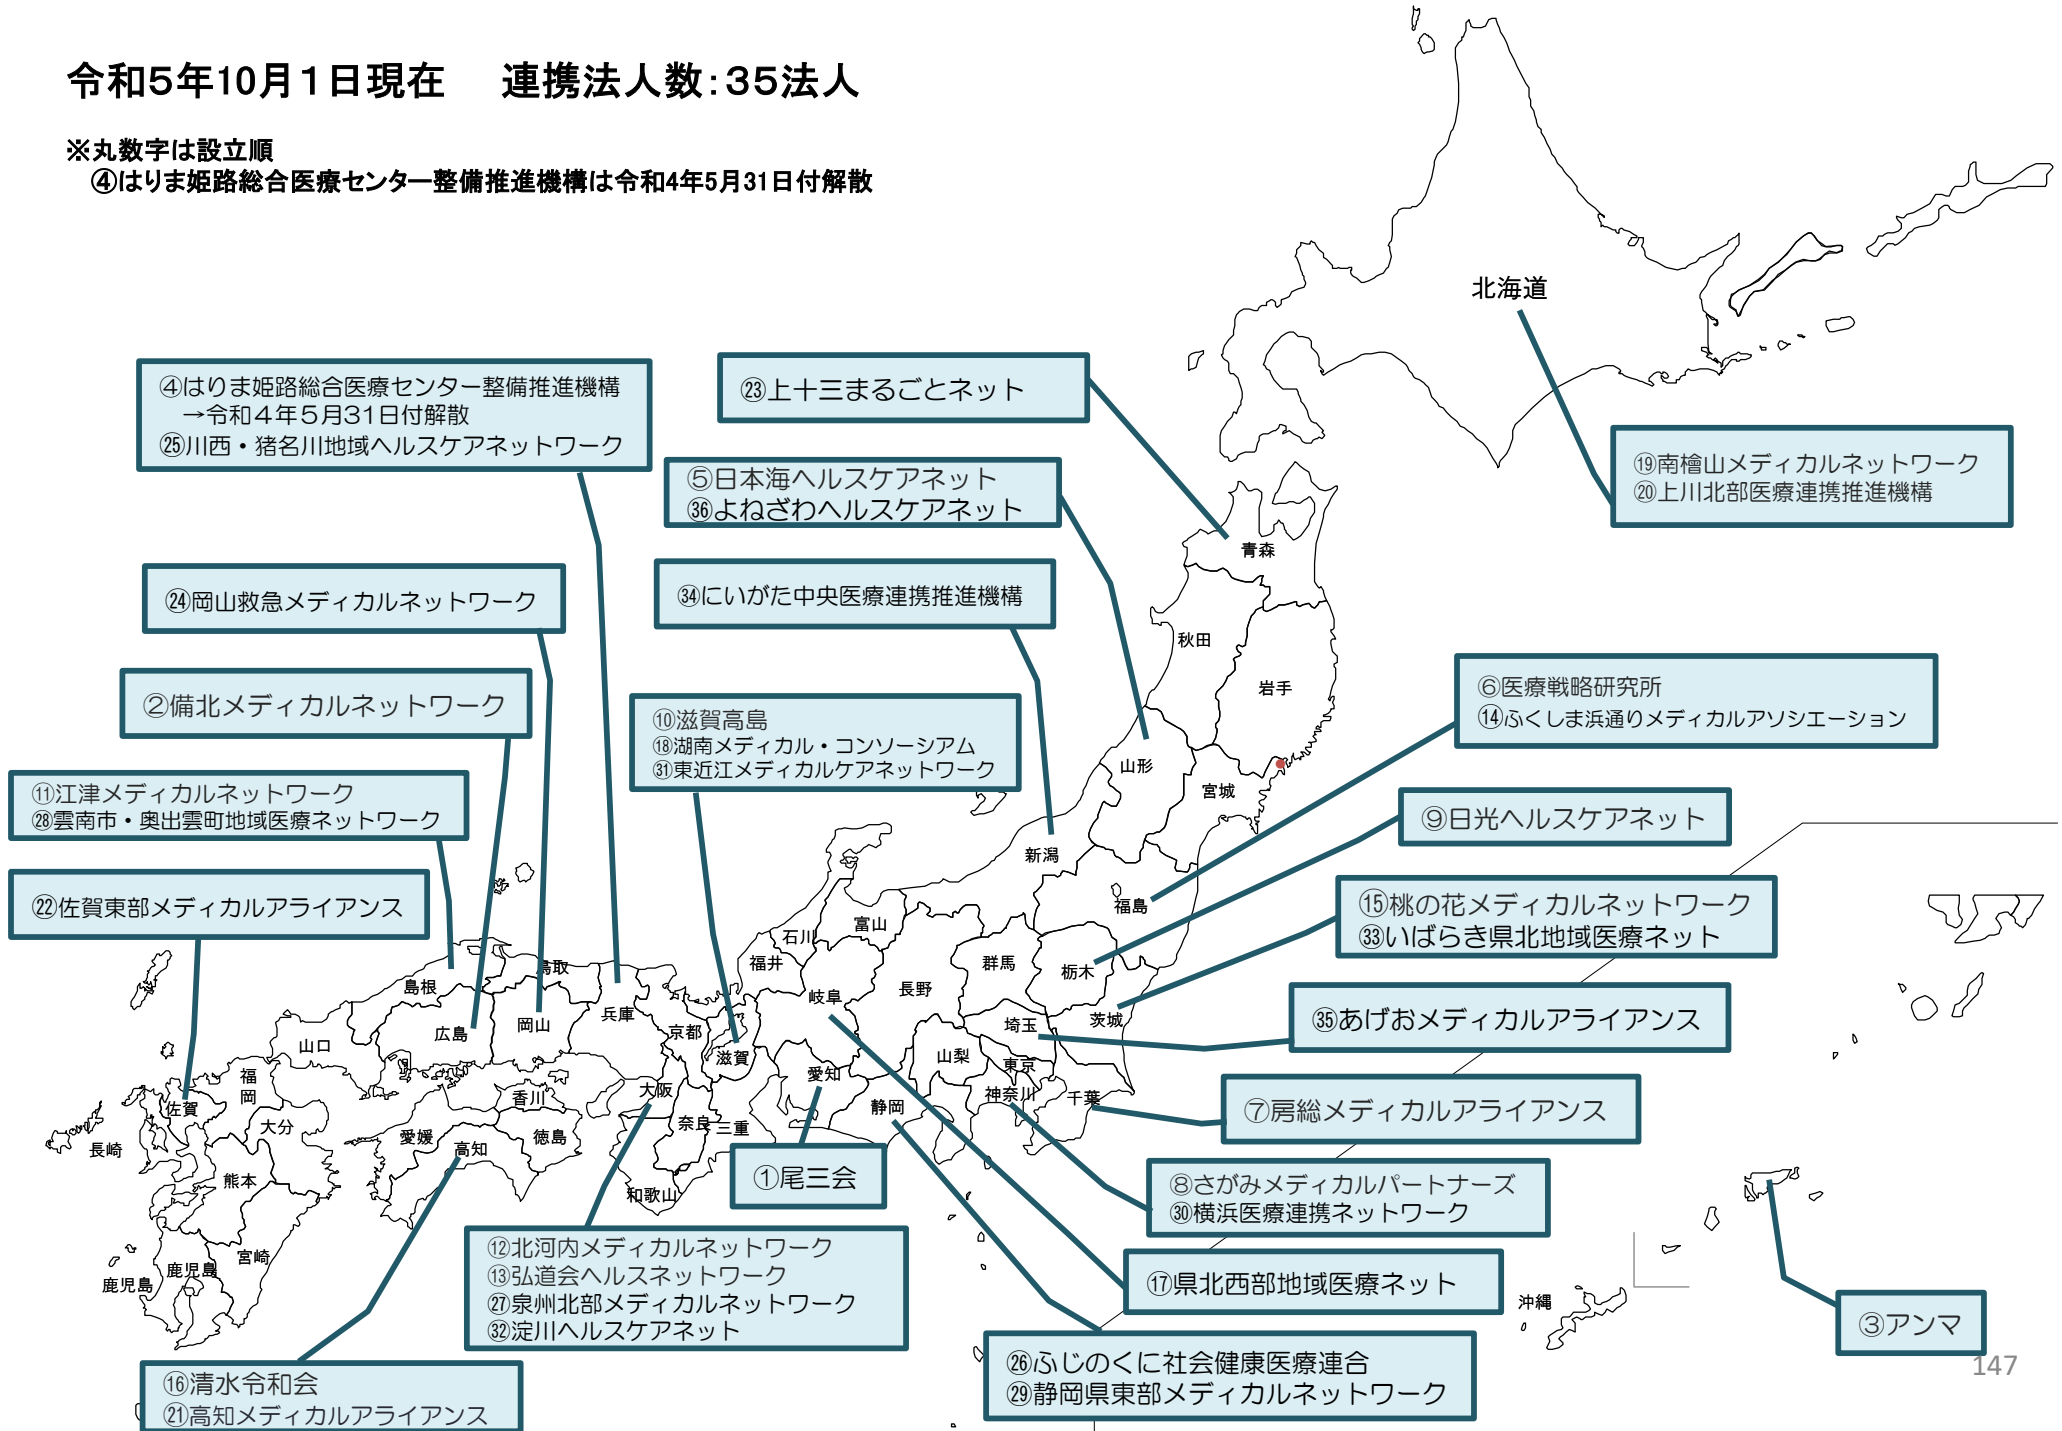 令和5年10月1日現在　連携法人数：35法人
※丸数字は設立順
④はりま姫路総合医療センター整備推進機構は令和4年5月31日付解散
北海道
④はりま姫路総合医療センター整備推進機構
→令和４年５月31日付解散
㉕川西・猪名川地域ヘルスケアネットワーク
㉓上十三まるごとネット
⑲南檜山メディカルネットワーク
⑳上川北部医療連携推進機構
⑤日本海ヘルスケアネット
㊱よねざわヘルスケアネット
青森
㉔岡山救急メディカルネットワーク
㉞にいがた中央医療連携推進機構
秋田
岩手
②備北メディカルネットワーク
⑩滋賀高島
⑱湖南メディカル・コンソーシアム
㉛東近江メディカルケアネットワーク
⑥医療戦略研究所
⑭ふくしま浜通りメディカルアソシエーション
山形
宮城
⑪江津メディカルネットワーク
㉘雲南市・奥出雲町地域医療ネットワーク
⑨日光ヘルスケアネット
新潟
㉒佐賀東部メディカルアライアンス
福島
⑮桃の花メディカルネットワーク
㉝いばらき県北地域医療ネット
富山
石川
福井
群馬
栃木
鳥取
島根
岐阜
長野
兵庫
岡山
広島
京都
埼玉
茨城
㉟あげおメディカルアライアンス
山口
滋賀
山梨
東京
福岡
愛知
大阪
香川
神奈川
千葉
佐賀
静岡
⑦房総メディカルアライアンス
大分
奈良
三重
愛媛
高知
徳島
長崎
①尾三会
熊本
和歌山
⑧さがみメディカルパートナーズ
㉚横浜医療連携ネットワーク
⑫北河内メディカルネットワーク
⑬弘道会ヘルスネットワーク
㉗泉州北部メディカルネットワーク
㉜淀川ヘルスケアネット
宮崎
鹿児島
鹿児島
⑰県北西部地域医療ネット
沖縄
③アンマ
㉖ふじのくに社会健康医療連合
㉙静岡県東部メディカルネットワーク
⑯清水令和会
㉑高知メディカルアライアンス
147